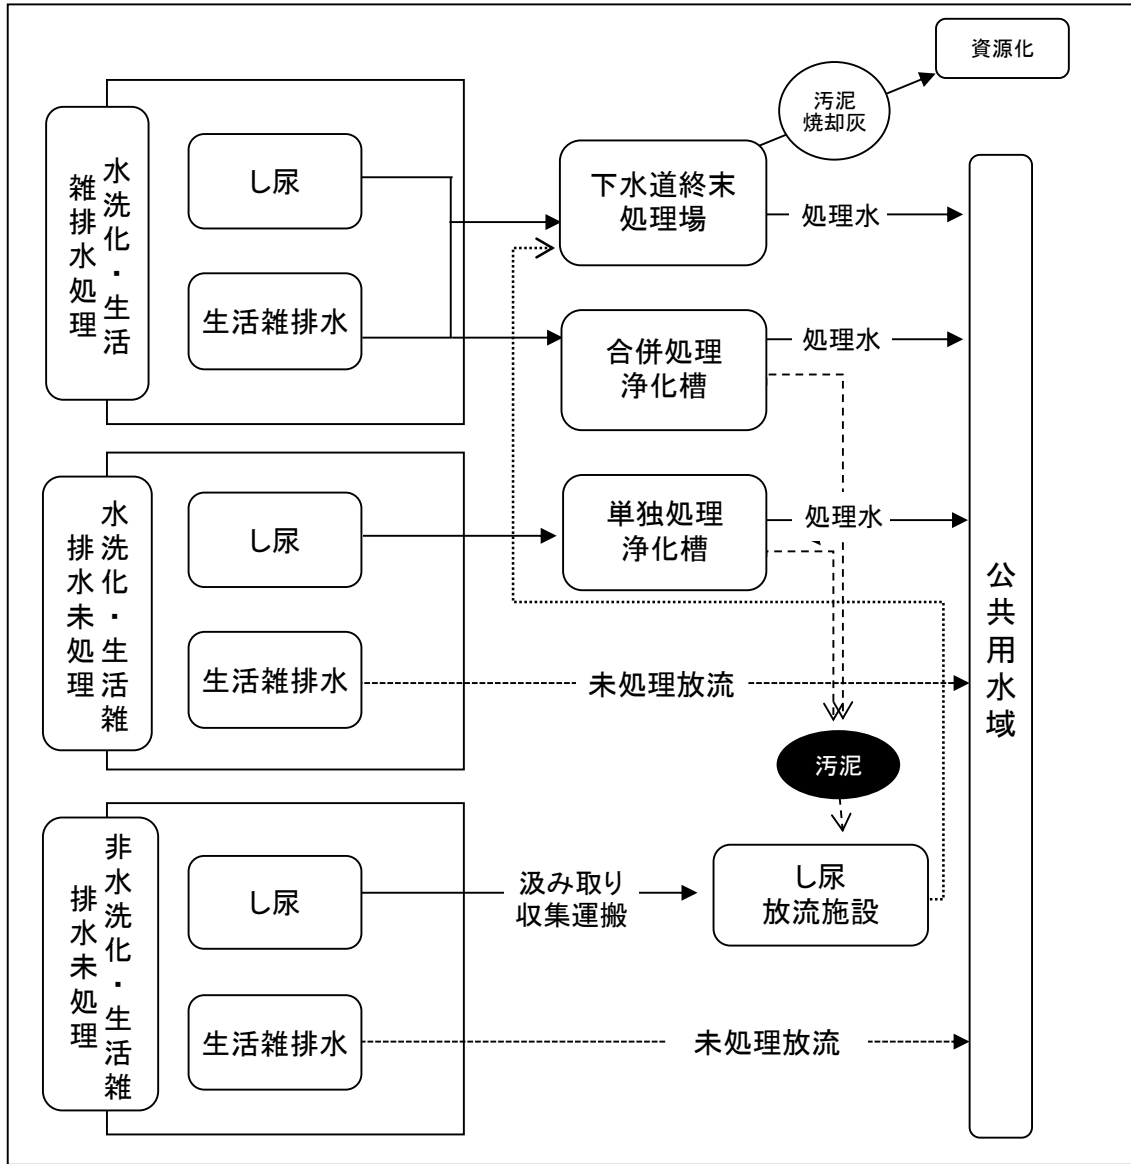 資源化
汚泥
焼却灰
水洗化・生活
雑排水処理
し尿
生活雑排水
下水道終末
処理場
処理水
合併処理
浄化槽
処理水
水洗化・生活雑
排水未処理
し尿
生活雑排水
単独処理
浄化槽
処理水
未処理放流
汚泥
非水洗化・生活雑
排水未処理
し尿
生活雑排水
汲み取り
収集運搬
し尿
放流施設
未処理放流
公共用水域